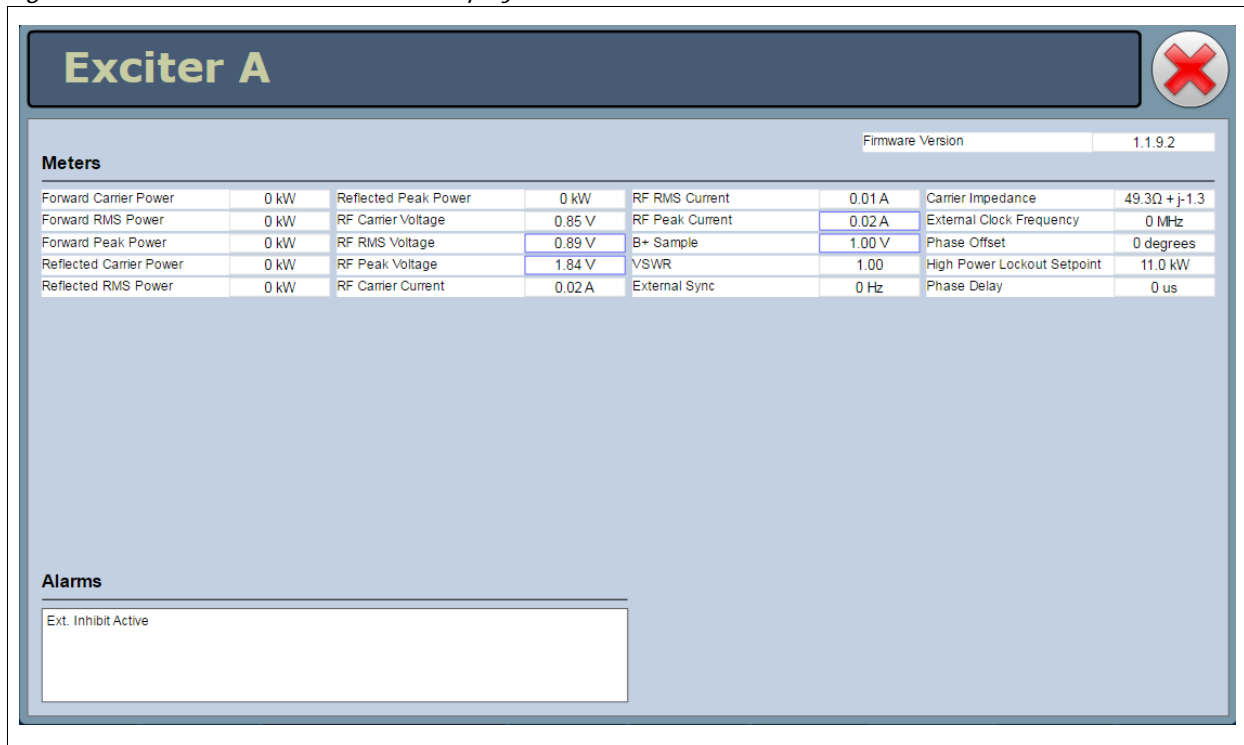 Exciter A
Firmware Version 1.1.9.2
Meters
Forward Carrier Power 0 kW Reflected Peak Power 0 kW RF RMS Current 0.01 A Carrier Impedance 49.3Ω + j-1.3
Forward RMS Power 0 kW RF Carrier Voltage 0.85 V RF Peak Current 0.02 A External Clock Frequency 0 MHz
Forward Peak Power 0 kW RF RMS Voltage 0.89 V B+ Sample 1.00 V Phase Offset 0 degrees
Reflected Carrier Power 0 kW RF Peak Voltage 1.84 V VSWR 1.00 High Power Lockout Setpoint 11.0 kW
Reflected RMS Power 0 kW RF Carrier Current 0.02 A External Sync 0 Hz Phase Delay 0 us
Alarms
Ext. Inhibit Active